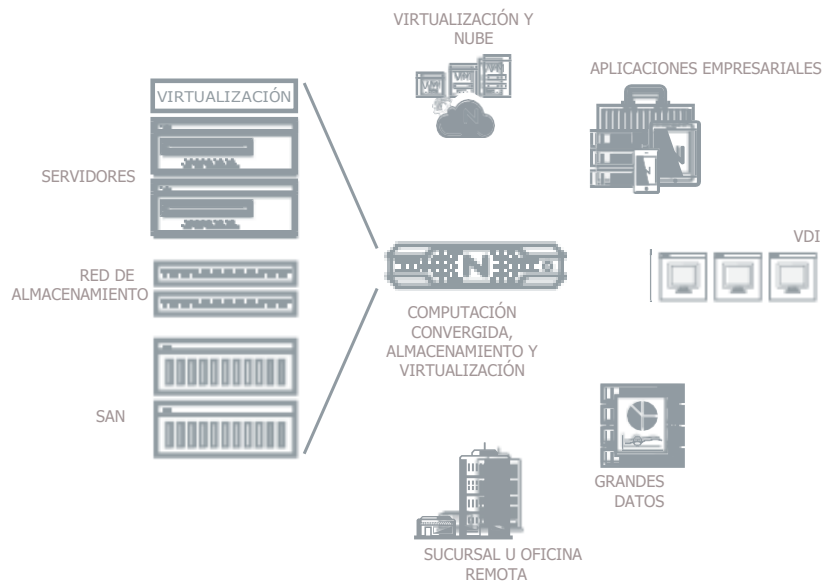 VIRTUALIZACIÓN Y
NUBE
APLICACIONES EMPRESARIALES
VIRTUALIZACIÓN
SERVIDORES
VDI
RED DE
ALMACENAMIENTO
N
COMPUTACIÓN
CONVERGIDA,
ALMACENAMIENTO Y
VIRTUALIZACIÓN
SAN
GRANDES
DATOS
SUCURSAL U OFICINA
REMOTA